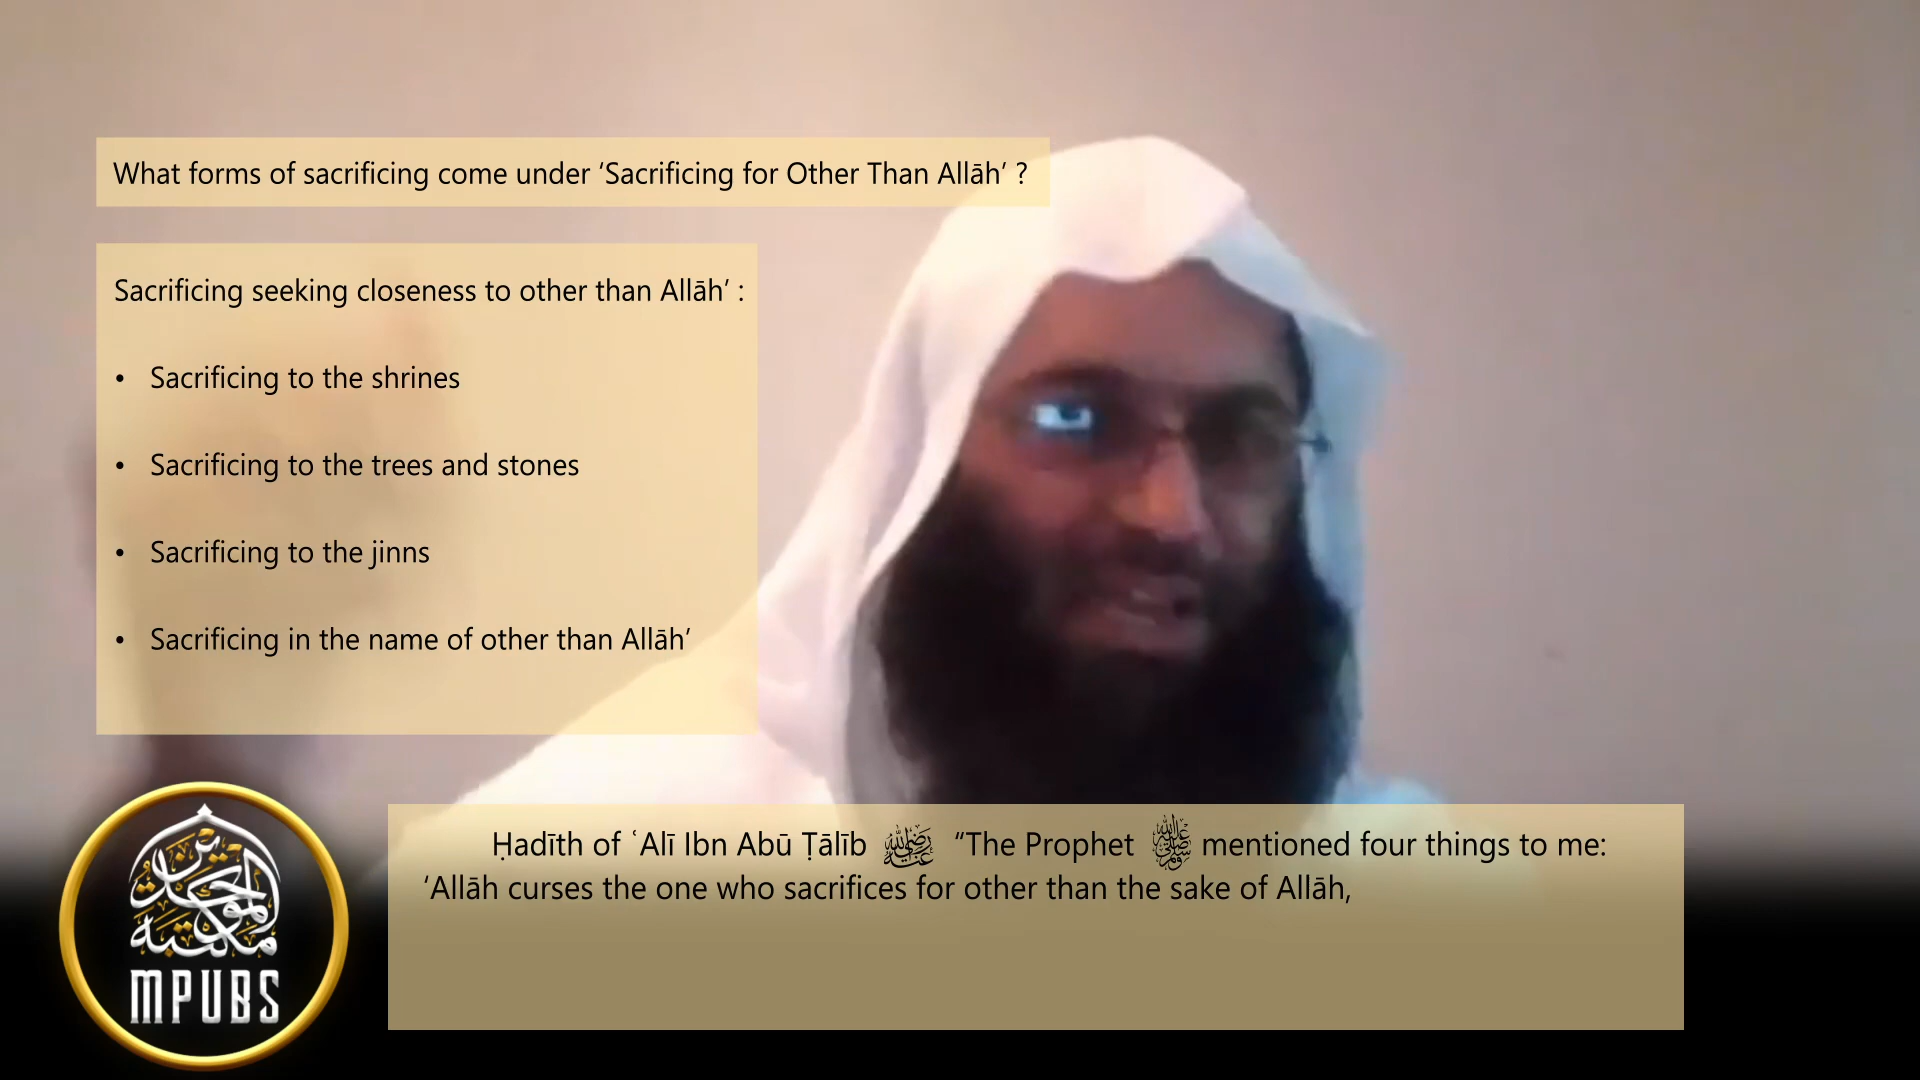 What forms of sacrificing come under ‘Sacrificing for Other Than Allāh’ ?
Sacrificing seeking closeness to other than Allāh’ :
• Sacrificing to the shrines
• Sacrificing to the trees and stones
• Sacrificing to the jinns
• Sacrificing in the name of other than Allāh’
Ḥadīth of ʿAlī Ibn Abū Ṭālīb رضي الله عنه “The Prophet ﷺ mentioned four things to me:
‘Allāh curses the one who sacrifices for other than the sake of Allāh,
مكتبة الموحدين
MPUBS